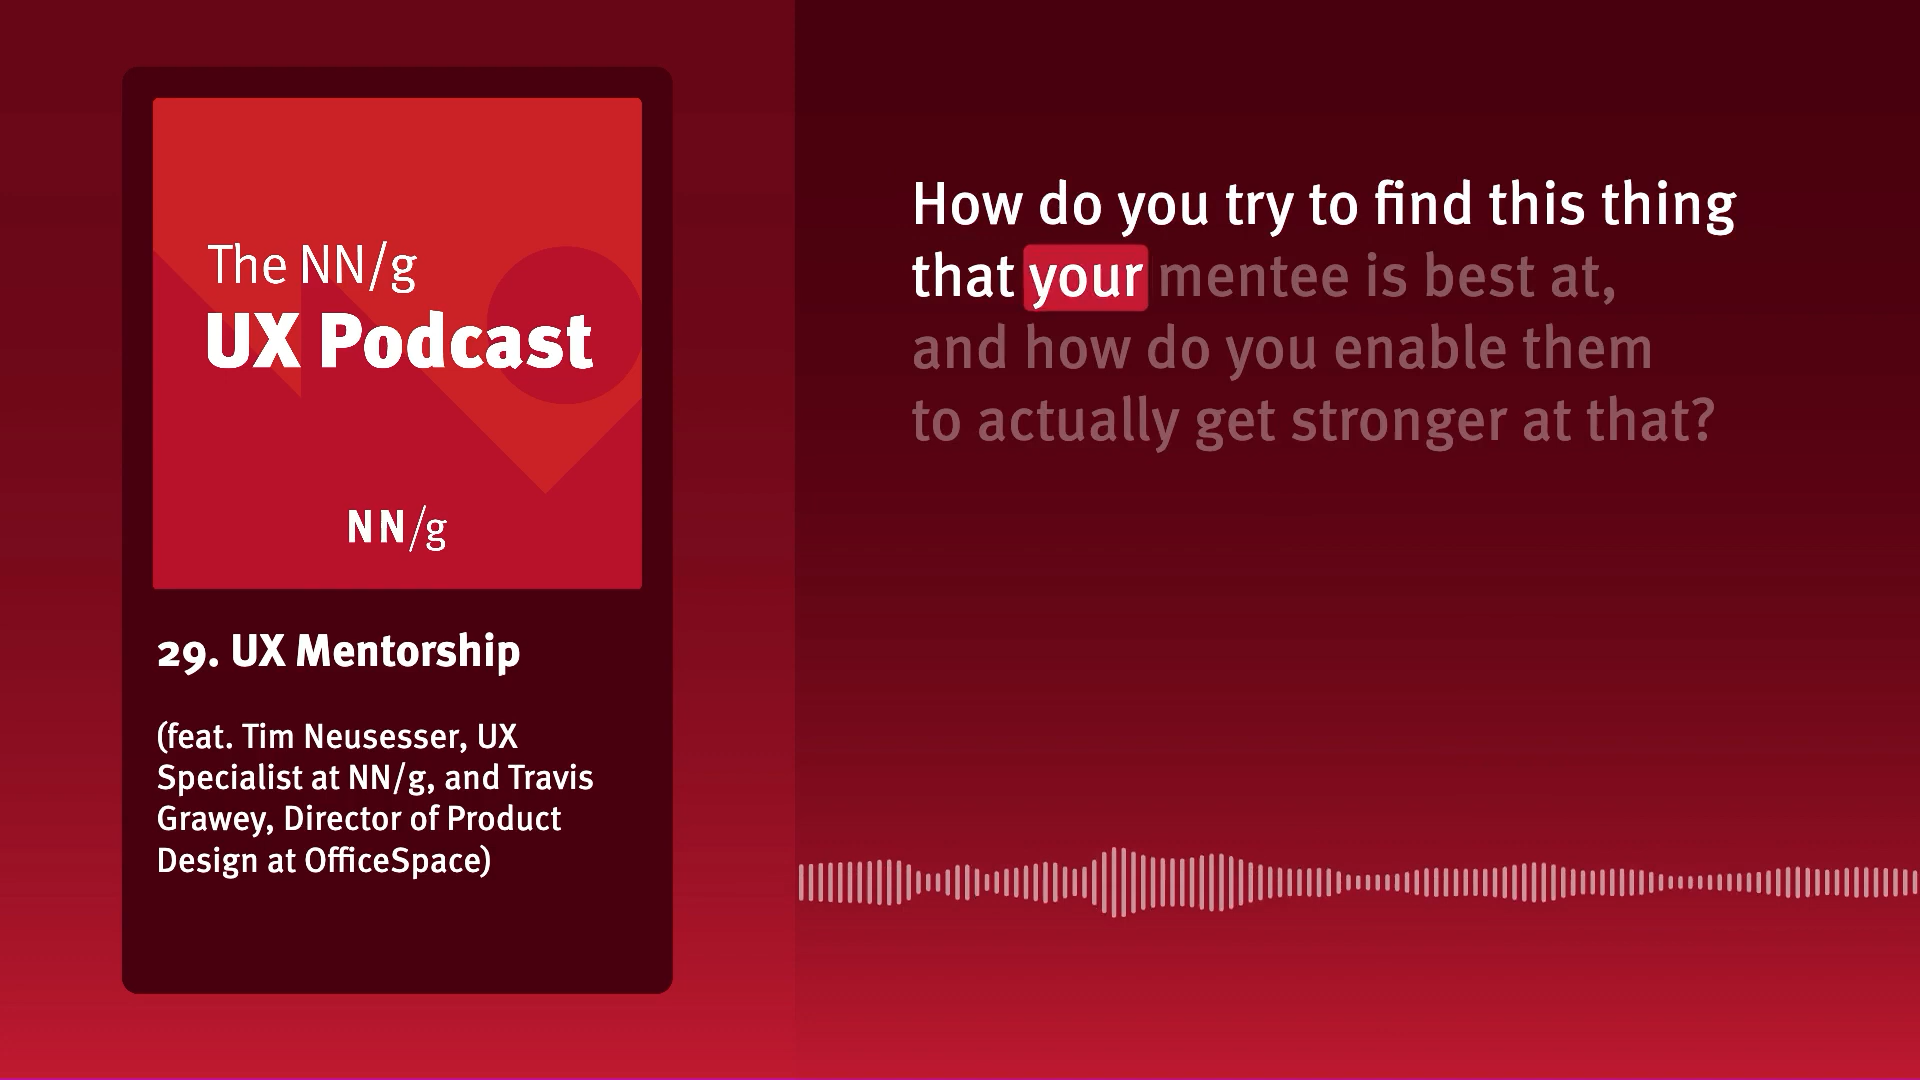 The NN/g
UX Podcast
NN/g
29. UX Mentorship
(feat. Tim Neusesser, UX
Specialist at NN/g, and Travis
Grawey, Director of Product
Design at OfficeSpace)
How do you try to find this thing
that your mentee is best at,
and how do you enable them
to actually get stronger at that?